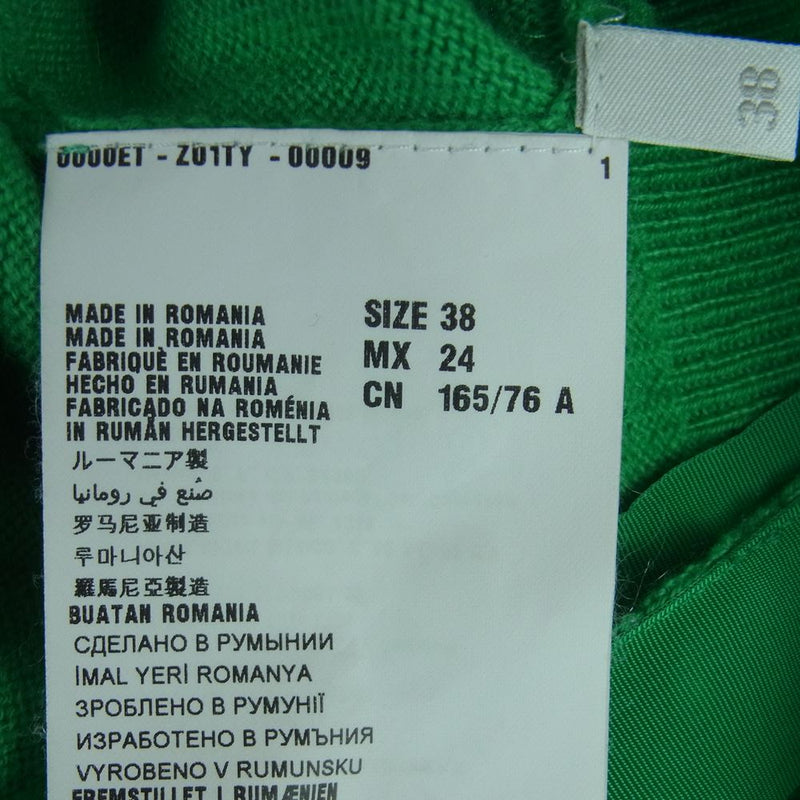 0000ET - Z01TY - 00009
1
38
MADE IN ROMANIA
MADE IN ROMANIA
FABRIQUÈ EN ROUMANIE
HECHO EN RUMANIA
FABRICADO NA ROMÉNIA
IN RUMÄN HERGESTELLT
ルーマニア製
صُنع في رومانيا
罗马尼亚制造
루마니아산
羅馬尼亞製造
BUATAN ROMANIA
СДЕЛАНО В РУМЫНИИ
İMAL YERİ ROMANYA
ЗРОБЛЕНО В РУМУНІЇ
ИЗРАБОТЕНО В РУМЪНИЯ
VYROBENO V RUMUNSKU
FREMSTILLET I RUMÆNIEN
SIZE 38
MX 24
CN 165/76 A